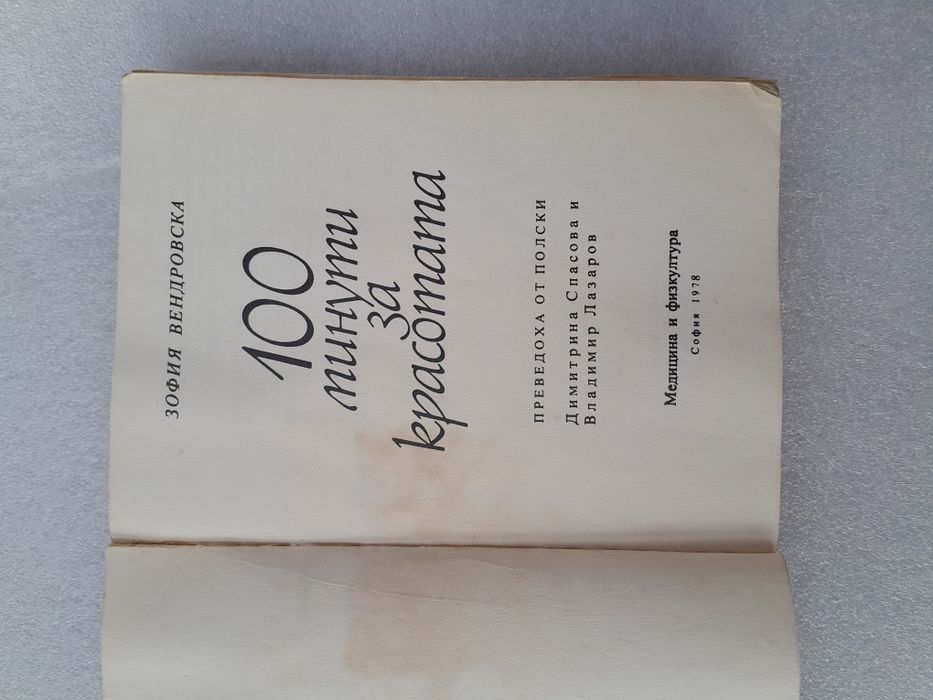 ЗОФИЯ ВЕНДРОВСКА
100
минути
за
красотата
ПРЕВЕДОХА ОТ ПОЛСКИ
Димитрина Спасова и
Владимир Лазаров
Медицина и физкултура
София 1978